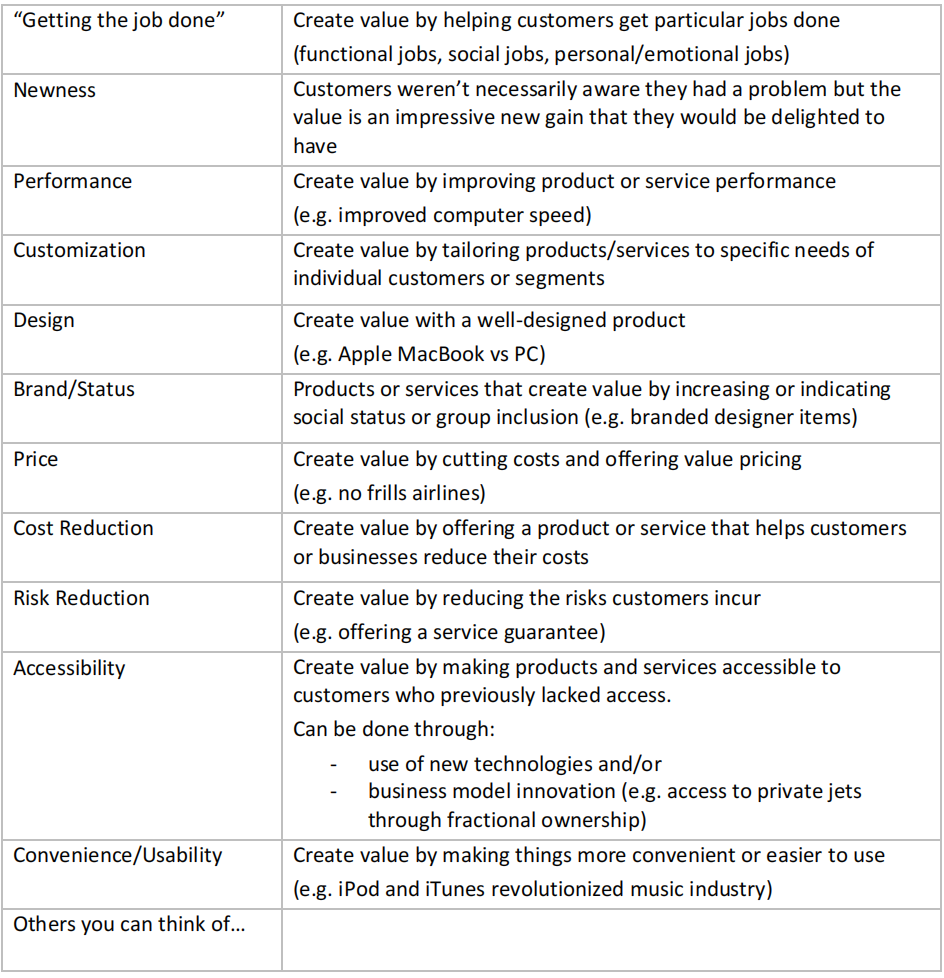 “Getting the job done”
Create value by helping customers get particular jobs done
(functional jobs, social jobs, personal/emotional jobs)
Newness
Customers weren’t necessarily aware they had a problem but the
value is an impressive new gain that they would be delighted to
have
Performance
Create value by improving product or service performance
(e.g. improved computer speed)
Customization
Create value by tailoring products/services to specific needs of
individual customers or segments
Design
Create value with a well-designed product
(e.g. Apple MacBook vs PC)
Brand/Status
Products or services that create value by increasing or indicating
social status or group inclusion (e.g. branded designer items)
Price
Create value by cutting costs and offering value pricing
(e.g. no frills airlines)
Cost Reduction
Create value by offering a product or service that helps customers
or businesses reduce their costs
Risk Reduction
Create value by reducing the risks customers incur
(e.g. offering a service guarantee)
Accessibility
Create value by making products and services accessible to
customers who previously lacked access.
Can be done through:
- use of new technologies and/or
- business model innovation (e.g. access to private jets
through fractional ownership)
Convenience/Usability
Create value by making things more convenient or easier to use
(e.g. iPod and iTunes revolutionized music industry)
Others you can think of…